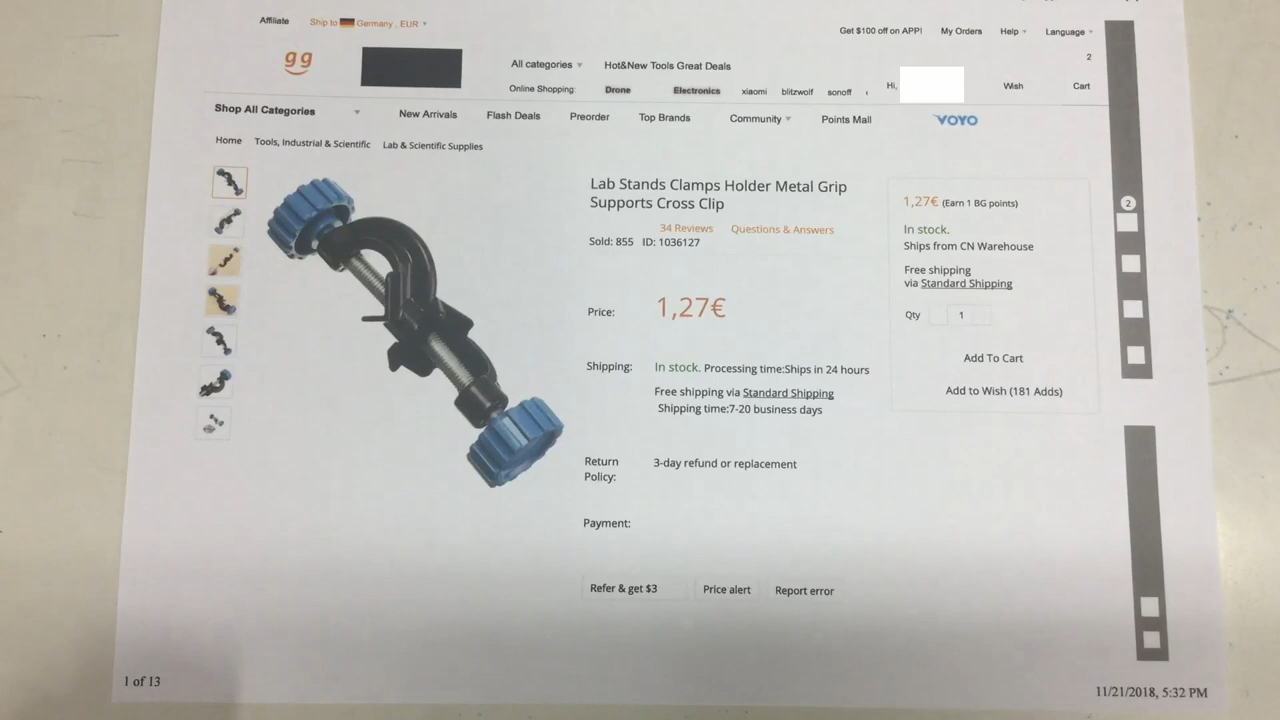 Affiliate
Ship to Germany , EUR
Get $100 off on APP!
My Orders
Help
Language
gg
All categories
Hot&New Tools Great Deals
2
Online Shopping:
Drone
Electronics
xiaomi
blitzwolf
sonoff
Hi,
Wish
Cart
Shop All Categories
New Arrivals
Flash Deals
Preorder
Top Brands
Community
Points Mall
VOYO
Home
Tools, Industrial & Scientific
Lab & Scientific Supplies
Lab Stands Clamps Holder Metal Grip
Supports Cross Clip
34 Reviews
Questions & Answers
Sold: 855 ID: 1036127
Price:
1,27€
Shipping:
In stock. Processing time:Ships in 24 hours
Free shipping via Standard Shipping
Shipping time:7-20 business days
Return
Policy:
3-day refund or replacement
Payment:
Refer & get $3
Price alert
Report error
1,27€ (Earn 1 BG points)
In stock.
Ships from CN Warehouse
Free shipping
via Standard Shipping
Qty
1
Add To Cart
Add to Wish (181 Adds)
2
1 of 13
11/21/2018, 5:32 PM